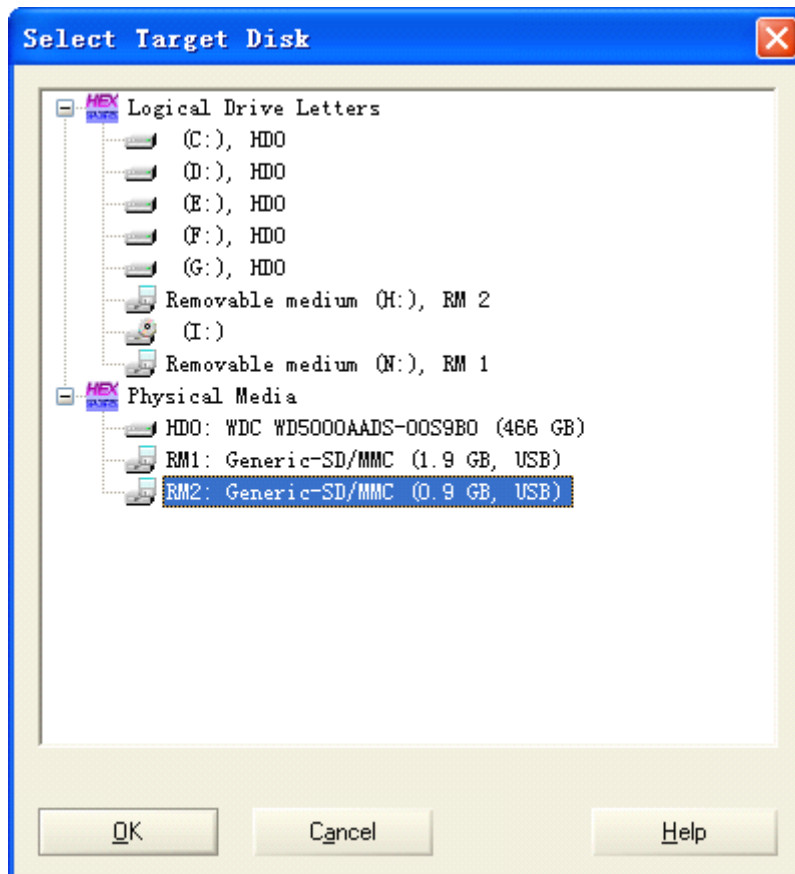 Select Target Disk
HEX Logical Drive Letters
(C:), HD0
(D:), HD0
(E:), HD0
(F:), HD0
(G:), HD0
Removable medium (H:), RM 2
(I:)
Removable medium (N:), RM 1
HEX Physical Media
HD0: WDC WD5000AADS-00S9B0 (466 GB)
RM1: Generic-SD/MMC (1.9 GB, USB)
RM2: Generic-SD/MMC (0.9 GB, USB)
OK Cancel Help